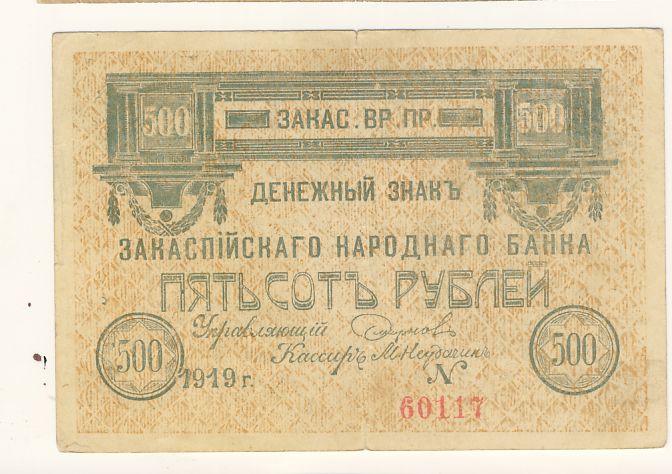 500 ЗАКАС. ВР. ПР. 500
ДЕНЕЖНЫЙ ЗНАКЪ
ЗАКАСПІЙСКАГО НАРОДНАГО БАНКА
ПЯТЬСОТЪ РУБЛЕЙ
Управляющій
Кассиръ
500 1919 г. N 500
60117